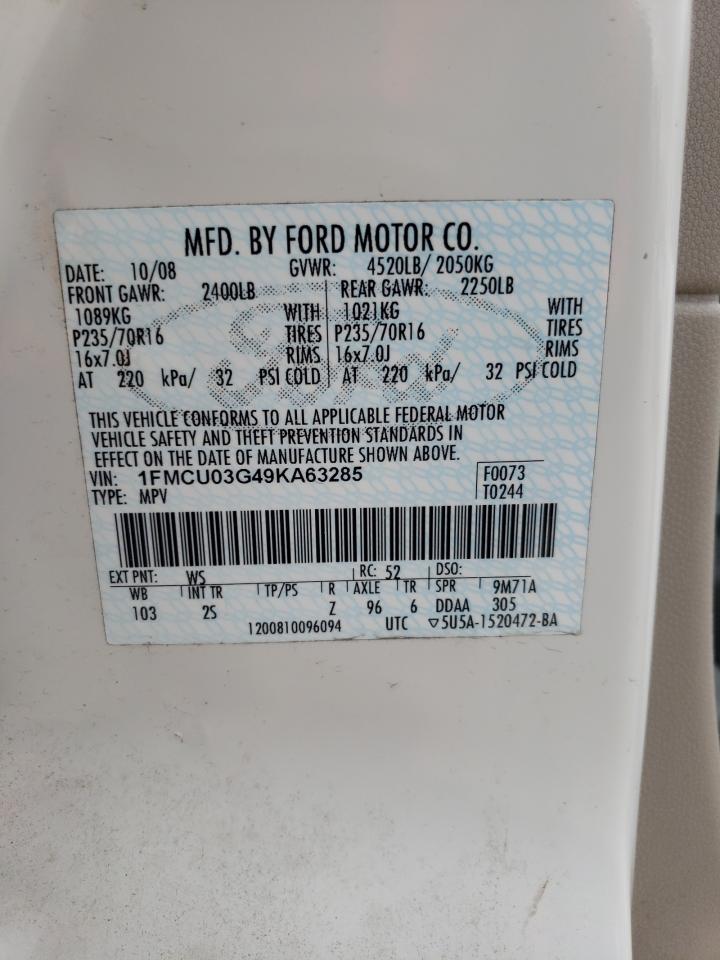 MFD. BY FORD MOTOR CO.
DATE: 10/08 GVWR: 4520LB/ 2050KG
FRONT GAWR: 2400LB REAR GAWR: 2250LB
1089KG WITH 1021KG WITH
P235/70R16 TIRES P235/70R16 TIRES
16x7.0J RIMS 16x7.0J RIMS
AT 220 kPa/ 32 PSI COLD AT 220 kPa/ 32 PSI COLD
Ford
THIS VEHICLE CONFORMS TO ALL APPLICABLE FEDERAL MOTOR
VEHICLE SAFETY AND THEFT PREVENTION STANDARDS IN
EFFECT ON THE DATE OF MANUFACTURE SHOWN ABOVE.
VIN: 1FMCU03G49KA63285 F0073
TYPE: MPV T0244
EXT PNT: WS RC: 52 DSO:
WB INT TR TP/PS R AXLE TR SPR 9M71A
103 2S Z 96 6 DDAA 305
1200810096094 UTC ▽5U5A-1520472-BA